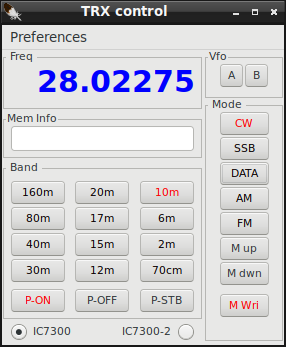 TRX control
Preferences
Freq
28.02275
Mem Info
Band
160m 20m 10m
80m 17m 6m
40m 15m 2m
30m 12m 70cm
P-ON P-OFF P-STB
IC7300 IC7300-2
Vfo
A B
Mode
CW
SSB
DATA
AM
FM
M up
M dwn
M Wri